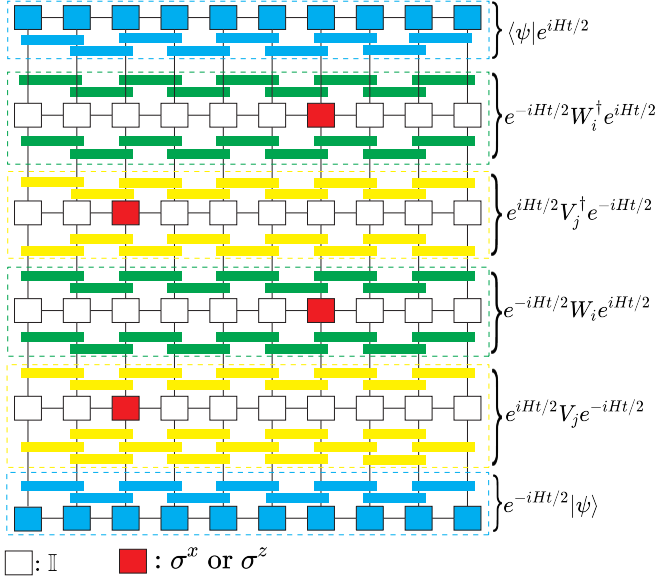 ⟨ψ|e^{iHt/2}
e^{-iHt/2}W_i^†e^{iHt/2}
e^{iHt/2}V_j^†e^{-iHt/2}
e^{-iHt/2}W_ie^{iHt/2}
e^{iHt/2}V_je^{-iHt/2}
e^{-iHt/2}|ψ⟩
: 𝕀 : σ^x or σ^z